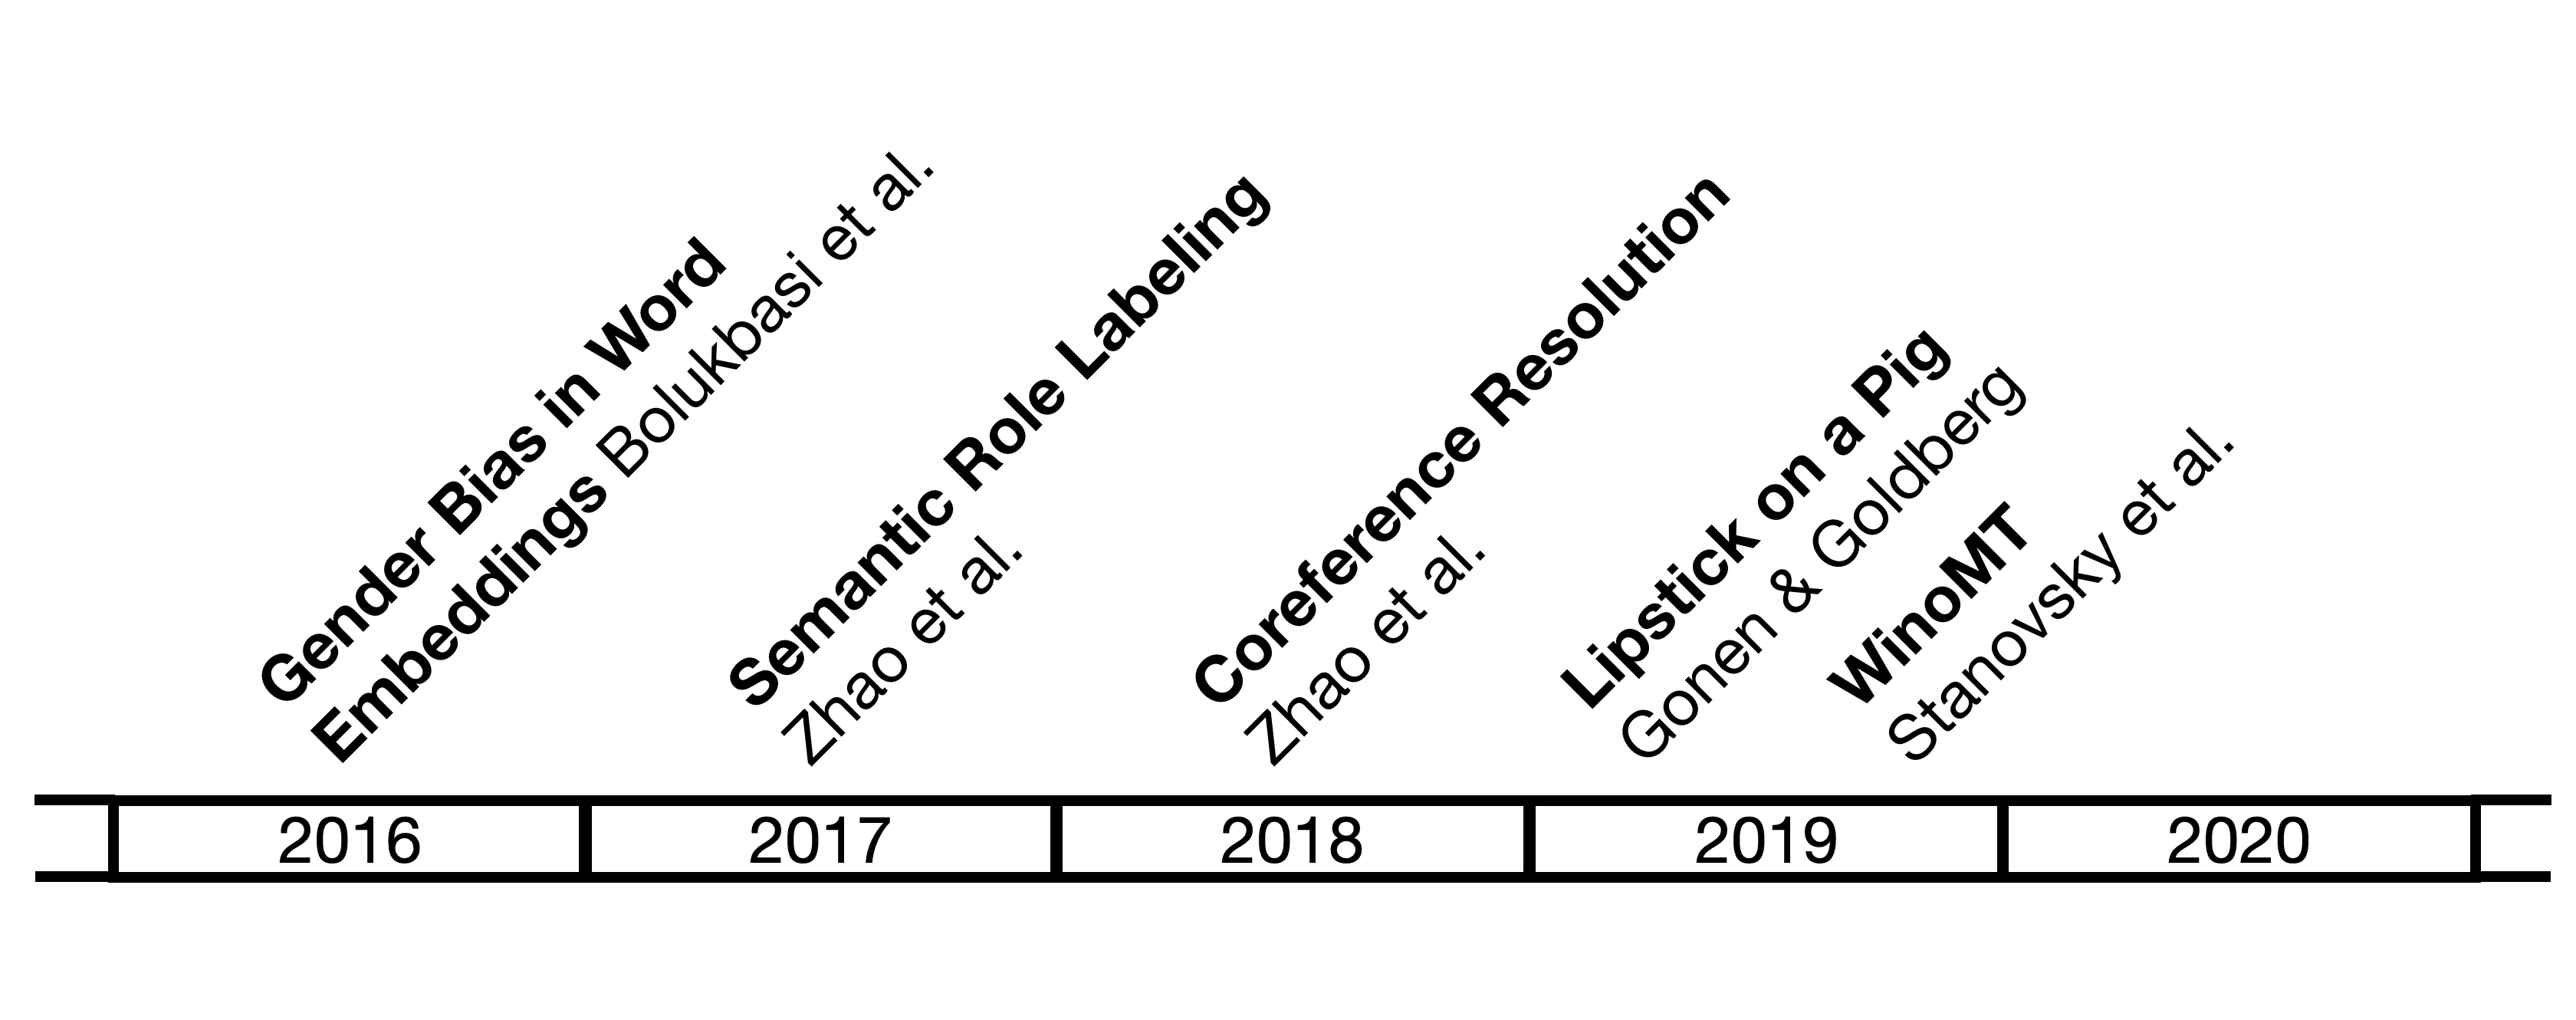 Gender Bias in Word
Embeddings Bolukbasi et al.
Semantic Role Labeling
Zhao et al.
Coreference Resolution
Zhao et al.
Lipstick on a Pig
Gonen & Goldberg
WinoMT
Stanovsky et al.
2016
2017
2018
2019
2020